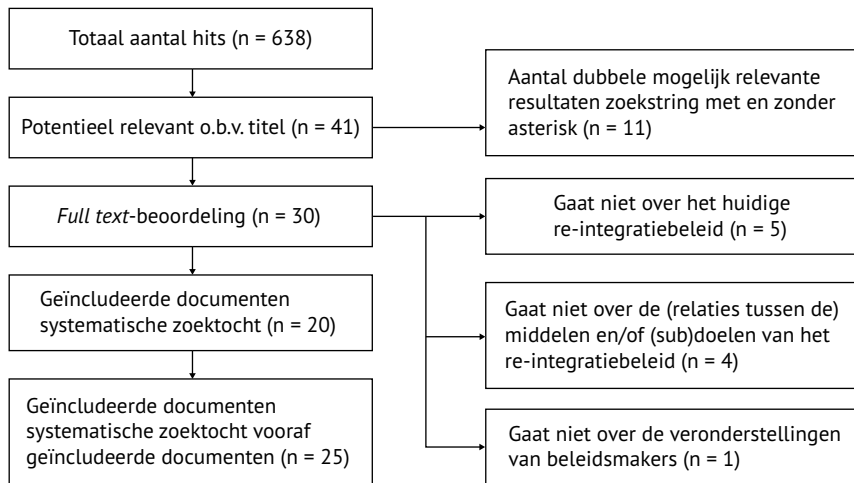 Totaal aantal hits (n = 638)
Potentieel relevant o.b.v. titel (n = 41)
Aantal dubbele mogelijk relevante
resultaten zoekstring met en zonder
asterisk (n = 11)
Full text-beoordeling (n = 30)
Gaat niet over het huidige
re-integratiebeleid (n = 5)
Geïncludeerde documenten
systematische zoektocht (n = 20)
Gaat niet over de (relaties tussen de)
middelen en/of (sub)doelen van het
re-integratiebeleid (n = 4)
Geïncludeerde documenten
systematische zoektocht vooraf
geïncludeerde documenten (n = 25)
Gaat niet over de veronderstellingen
van beleidsmakers (n = 1)